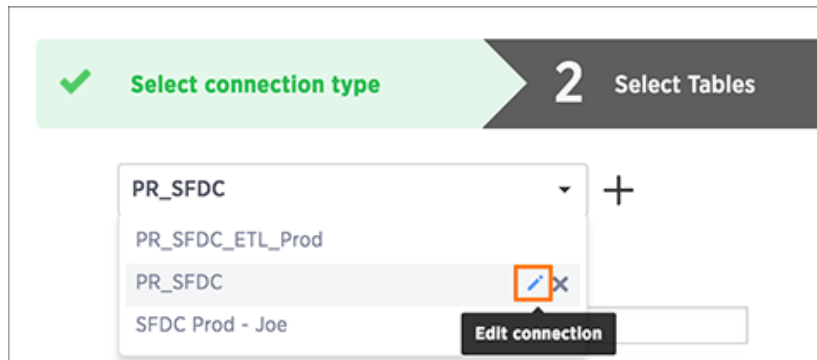 Select connection type
2 Select Tables
PR_SFDC
PR_SFDC_ETL_Prod
PR_SFDC
SFDC Prod - Joe
Edit connection